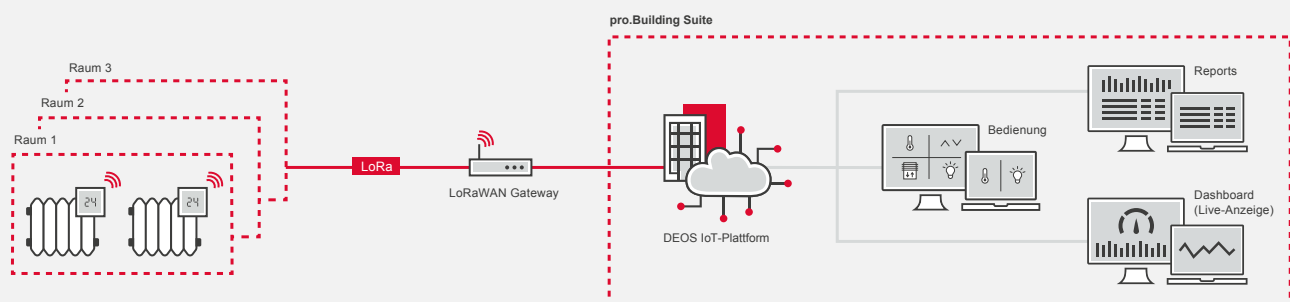 pro.Building Suite
Raum 3
Raum 2
Raum 1
24
24
LoRa
LoRaWAN Gateway
DEOS IoT-Plattform
Bedienung
Reports
Dashboard
(Live-Anzeige)